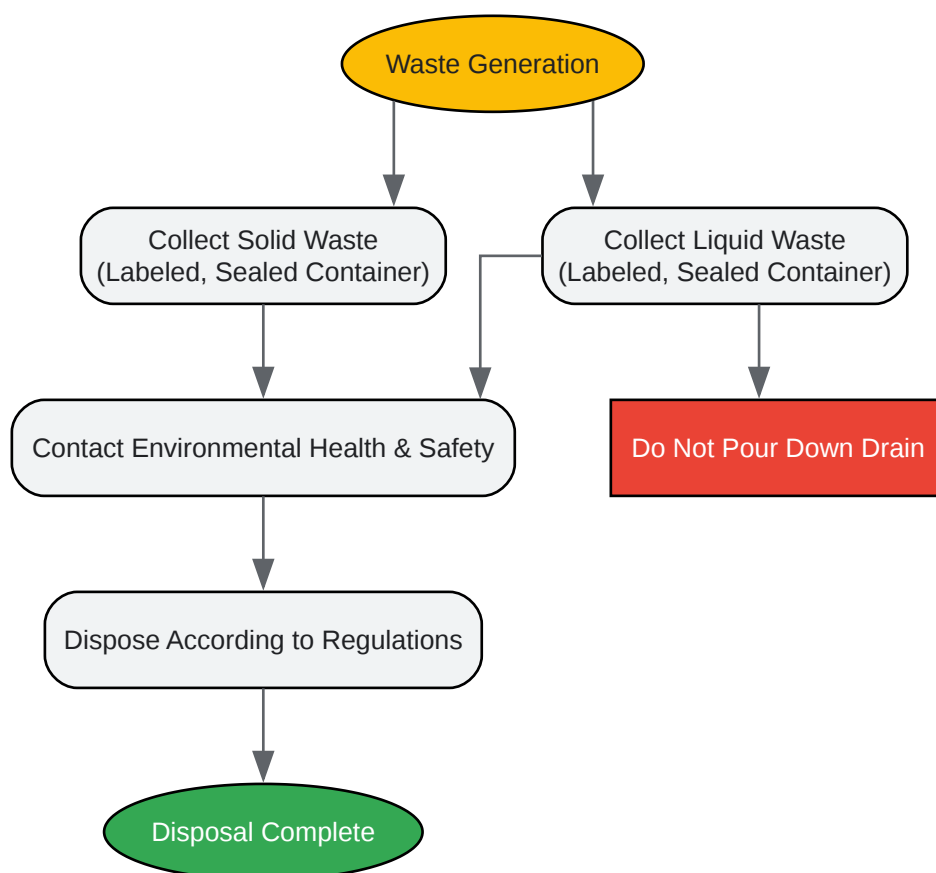 Waste Generation
Collect Solid Waste
(Labeled, Sealed Container)
Collect Liquid Waste
(Labeled, Sealed Container)
Contact Environmental Health & Safety
Do Not Pour Down Drain
Dispose According to Regulations
Disposal Complete